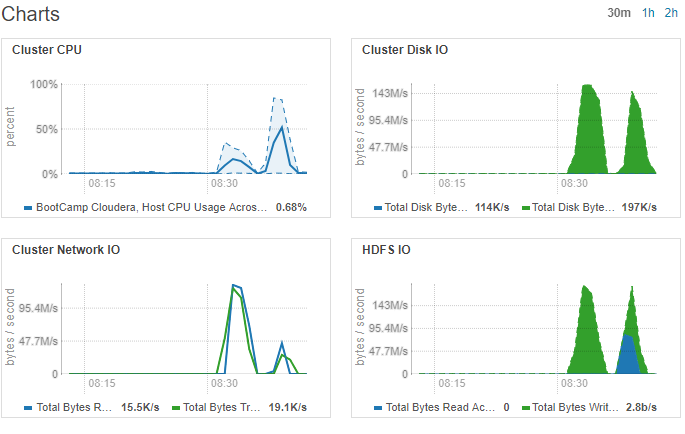 Charts
30m 1h 2h
Cluster CPU
percent
100%
50%
0%
08:15 08:30
BootCamp Cloudera, Host CPU Usage Acros... 0.68%
Cluster Disk IO
bytes / second
143M/s
95.4M/s
47.7M/s
0
08:15 08:30
Total Disk Byte... 114K/s Total Disk Byte... 197K/s
Cluster Network IO
bytes / second
95.4M/s
47.7M/s
0
08:15 08:30
Total Bytes R... 15.5K/s Total Bytes Tr... 19.1K/s
HDFS IO
bytes / second
143M/s
95.4M/s
47.7M/s
0
08:15 08:30
Total Bytes Read Ac... 0 Total Bytes Writ... 2.8b/s